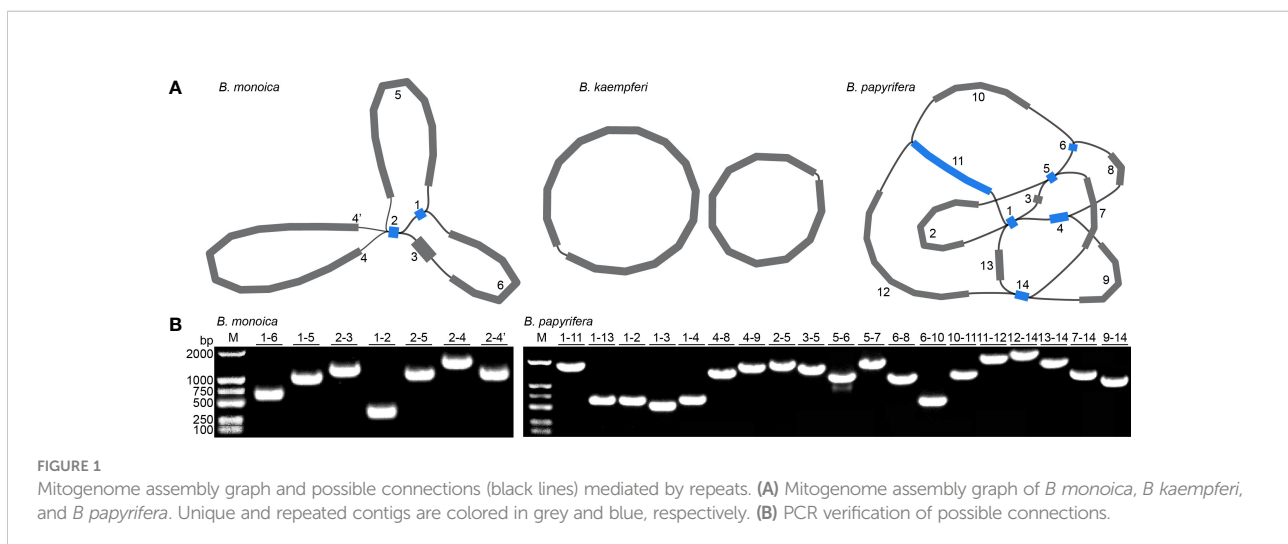 A
B. monoica
B. kaempferi
B. papyrifera
5
1
2
4'
4
3
6
10
6
11
5
8
3
1
4
7
2
13
9
12
14
B
B. monoica
B. papyrifera
bp M 1-6 1-5 2-3 1-2 2-5 2-4 2-4'
M 1-11 1-13 1-2 1-3 1-4 4-8 4-9 2-5 3-5 5-6 5-7 6-8 6-10 10-11 11-12 12-14 13-14 7-14 9-14
2000
1000
750
500
250
100
FIGURE 1
Mitogenome assembly graph and possible connections (black lines) mediated by repeats. (A) Mitogenome assembly graph of B monoica, B kaempferi,
and B papyrifera. Unique and repeated contigs are colored in grey and blue, respectively. (B) PCR verification of possible connections.